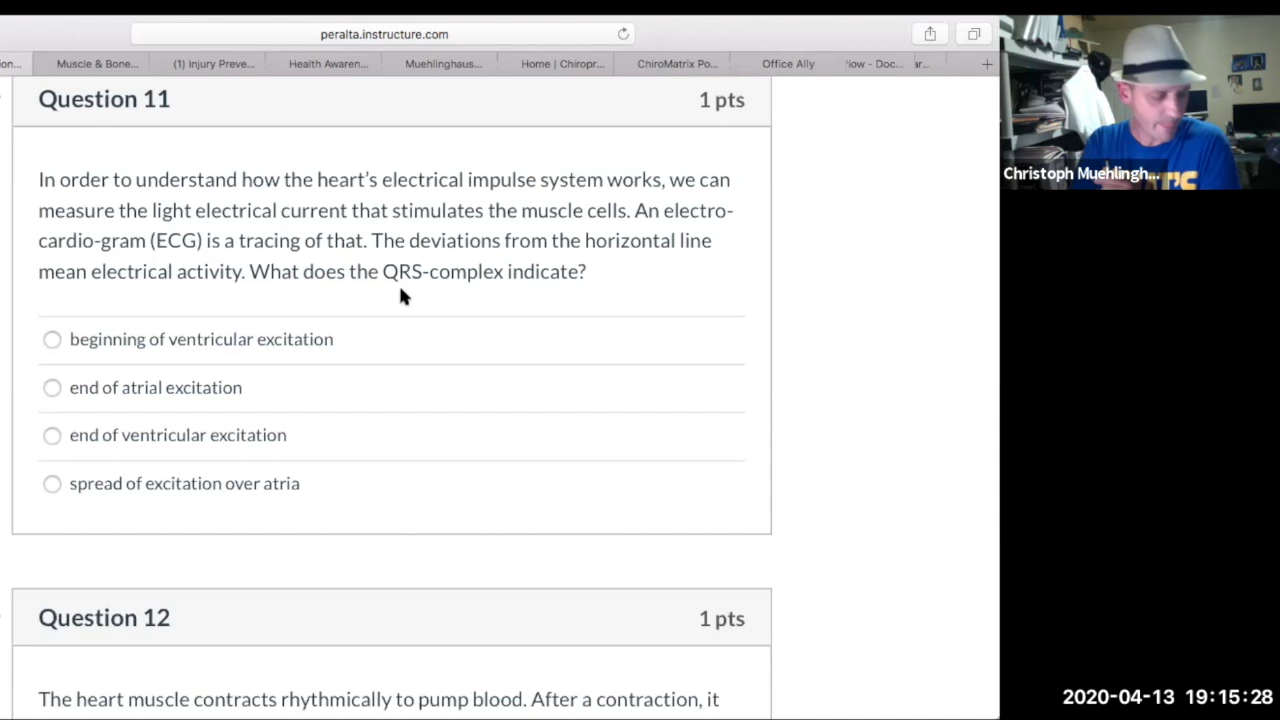 peralta.instructure.com
on...
Muscle & Bone...
(1) Injury Preve...
Health Awaren...
Muehlinghaus...
Home | Chiropr...
ChiroMatrix Po...
Office Ally
low - Doc...
ar...
Question 11
1 pts
In order to understand how the heart's electrical impulse system works, we can
measure the light electrical current that stimulates the muscle cells. An electro-
cardio-gram (ECG) is a tracing of that. The deviations from the horizontal line
mean electrical activity. What does the QRS-complex indicate?
beginning of ventricular excitation
end of atrial excitation
end of ventricular excitation
spread of excitation over atria
Question 12
1 pts
The heart muscle contracts rhythmically to pump blood. After a contraction, it
Christoph Muehlingh...
2020-04-13 19:15:28